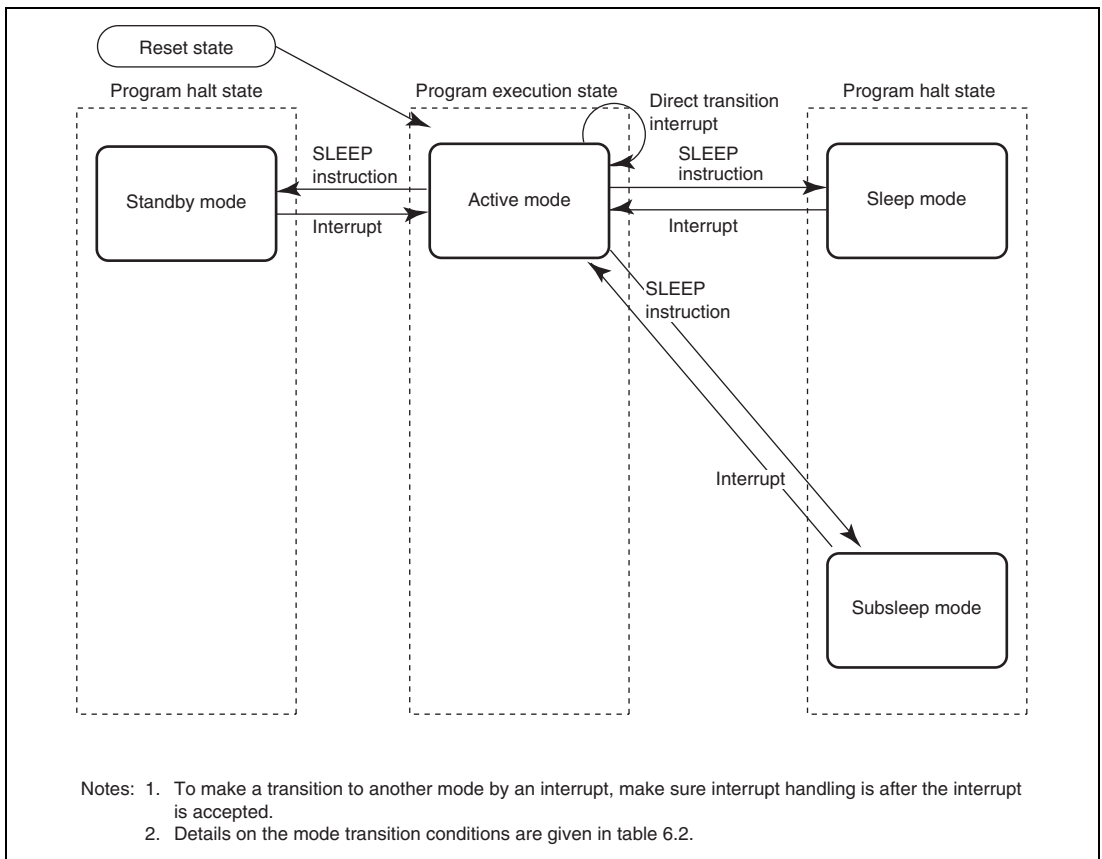 Reset state
Program halt state
Program execution state
Program halt state
Direct transition
interrupt
SLEEP
instruction
SLEEP
instruction
Standby mode
Active mode
Sleep mode
Interrupt
Interrupt
SLEEP
instruction
Interrupt
Subsleep mode
Notes: 1. To make a transition to another mode by an interrupt, make sure interrupt handling is after the interrupt
is accepted.
2. Details on the mode transition conditions are given in table 6.2.